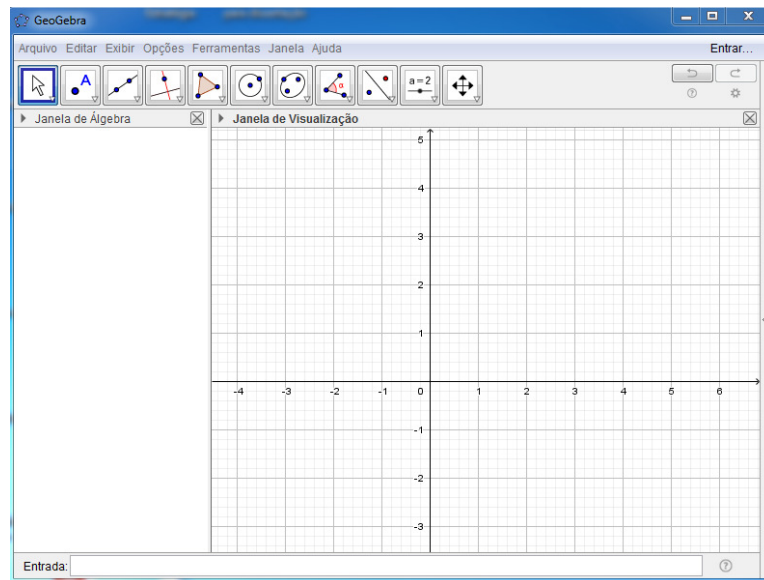 GeoGebra
Arquivo Editar Exibir Opções Ferramentas Janela Ajuda Entrar...
A α a=2
Janela de Álgebra Janela de Visualização
5
4
3
2
1
-4 -3 -2 -1 0 1 2 3 4 5 6
-1
-2
-3
Entrada: